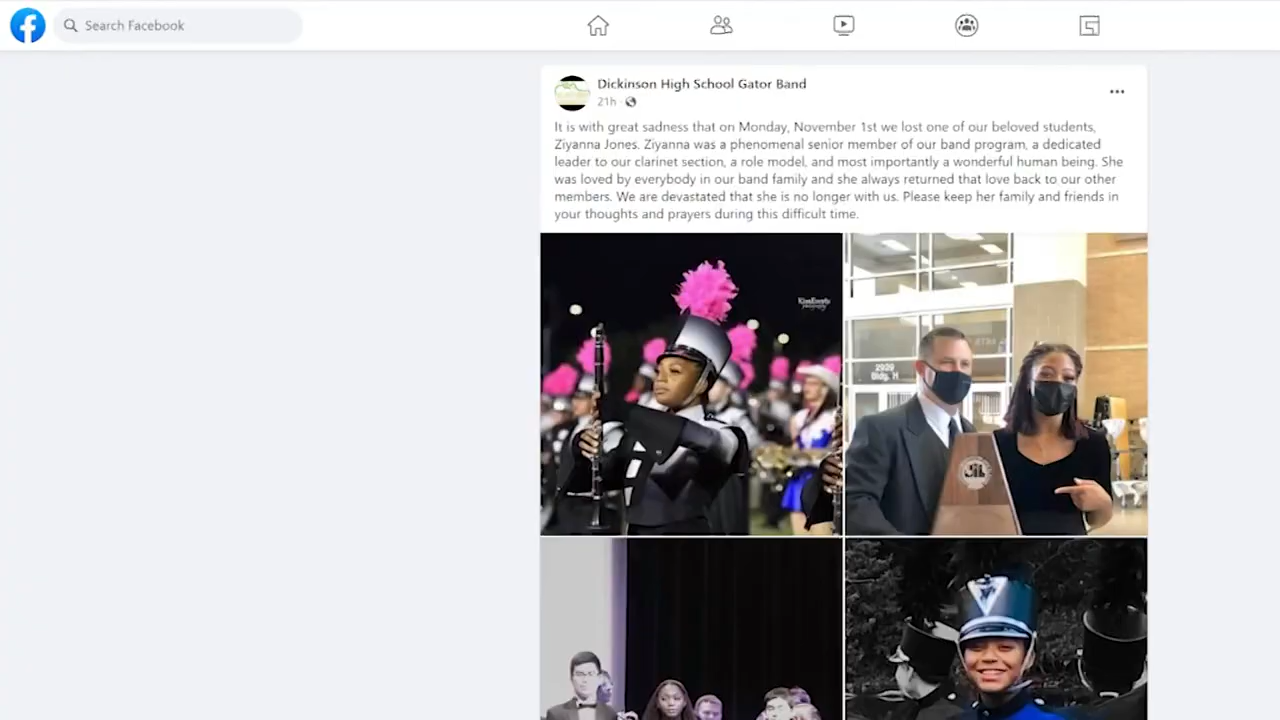 Search Facebook
Dickinson High School Gator Band
21h
It is with great sadness that on Monday, November 1st we lost one of our beloved students,
Ziyanna Jones. Ziyanna was a phenomenal senior member of our band program, a dedicated
leader to our clarinet section, a role model, and most importantly a wonderful human being. She
was loved by everybody in our band family and she always returned that love back to our other
members. We are devastated that she is no longer with us. Please keep her family and friends in
your thoughts and prayers during this difficult time.
2929
Bldg. H